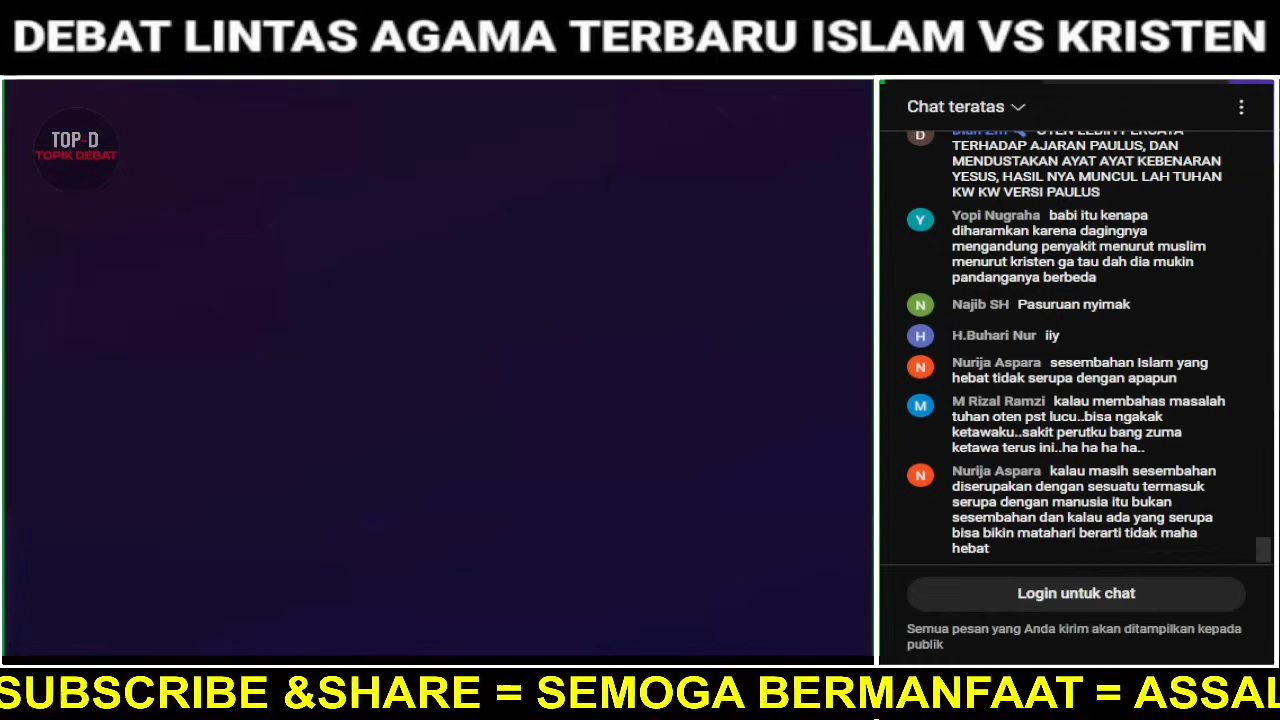 DEBAT LINTAS AGAMA TERBARU ISLAM VS KRISTEN
TOP-D
TOPIK DEBAT
Chat teratas
D
TERHADAP AJARAN PAULUS, DAN
MENDUSTAKAN AYAT AYAT KEBENARAN
YESUS, HASIL NYA MUNCUL LAH TUHAN
KW KW VERSI PAULUS
Y
Yopi Nugraha babi itu kenapa
diharamkan karena dagingnya
mengandung penyakit menurut muslim
menurut kristen ga tau dah dia mukin
pandanganya berbeda
N
Najib SH Pasuruan nyimak
H
H.Buhari Nur iiy
N
Nurija Aspara sesembahan Islam yang
hebat tidak serupa dengan apapun
M
M Rizal Ramzi kalau membahas masalah
tuhan oten pst lucu..bisa ngakak
ketawaku..sakit perutku bang zuma
ketawa terus ini..ha ha ha ha..
N
Nurija Aspara kalau masih sesembahan
diserupakan dengan sesuatu termasuk
serupa dengan manusia itu bukan
sesembahan dan kalau ada yang serupa
bisa bikin matahari berarti tidak maha
hebat
Login untuk chat
Semua pesan yang Anda kirim akan ditampilkan kepada
publik
SUBSCRIBE &SHARE = SEMOGA BERMANFAAT = ASSAL